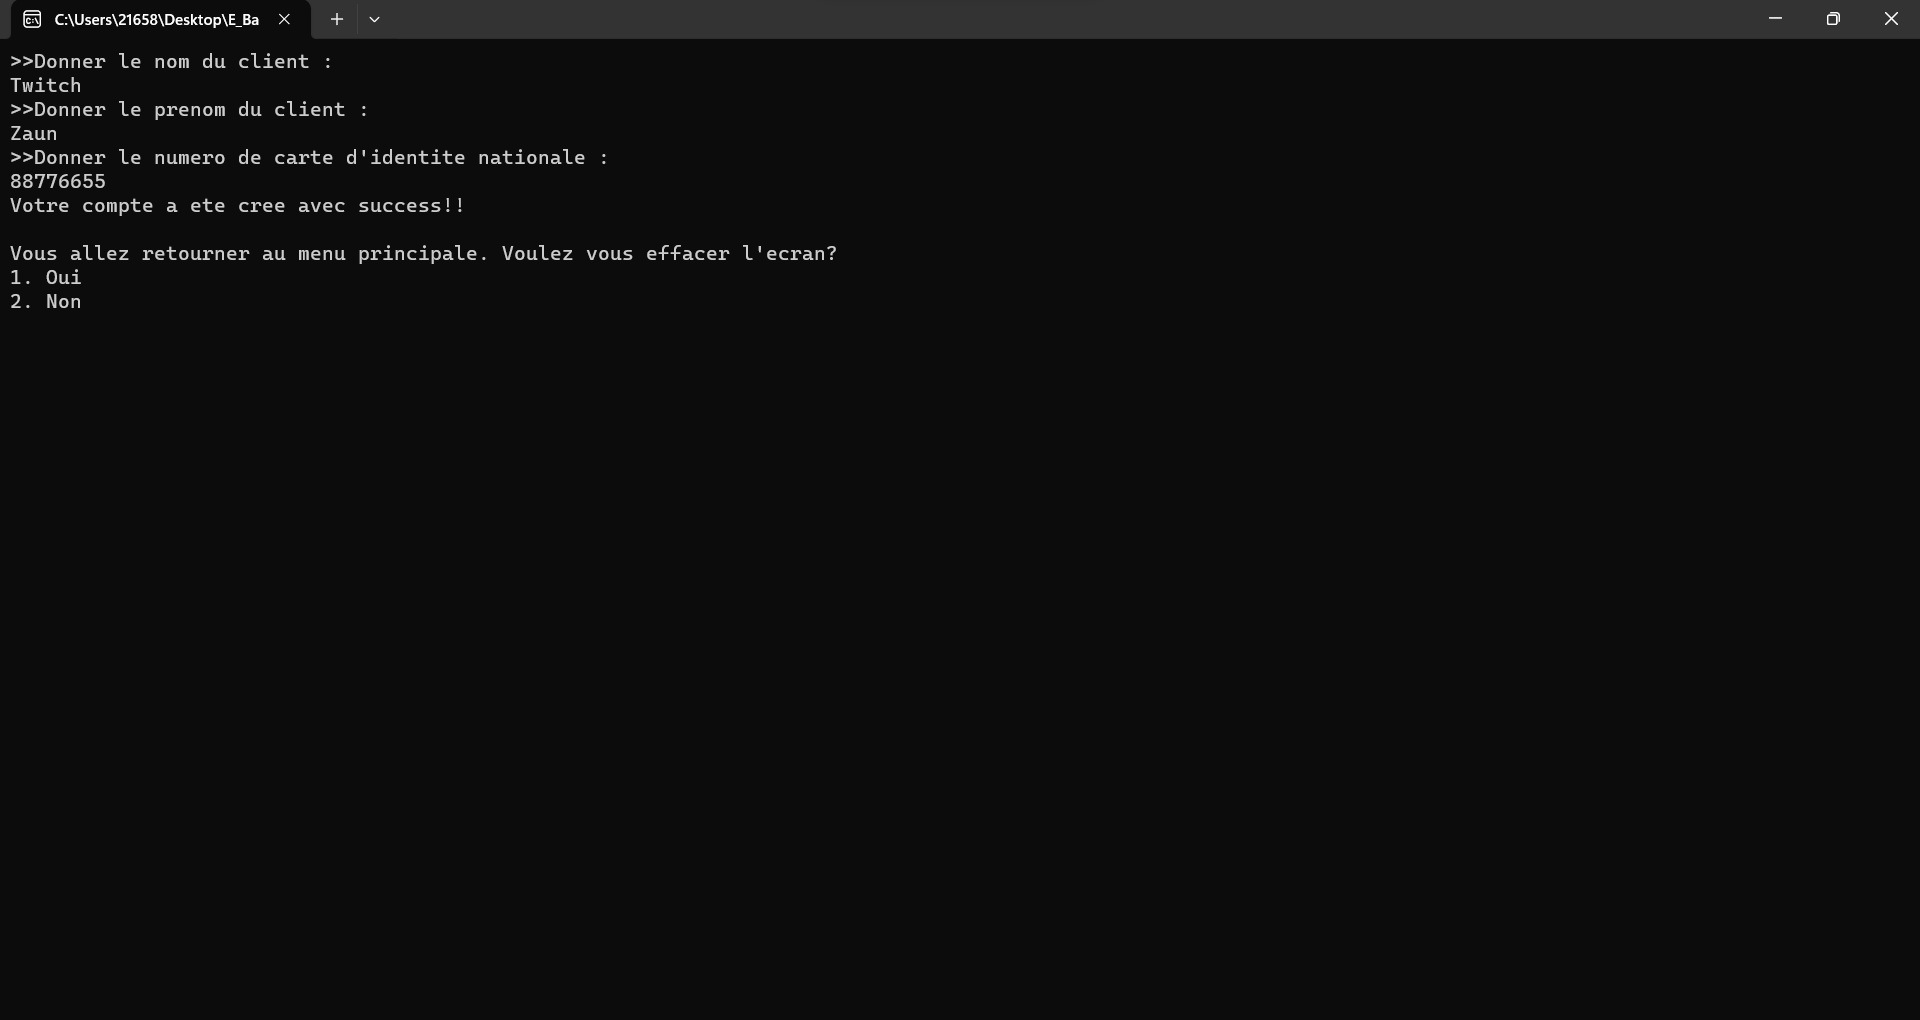 C:\Users\21658\Desktop\E_Ba
>>Donner le nom du client :
Twitch
>>Donner le prenom du client :
Zaun
>>Donner le numero de carte d'identite nationale :
88776655
Votre compte a ete cree avec success!!
Vous allez retourner au menu principale. Voulez vous effacer l'ecran?
1. Oui
2. Non